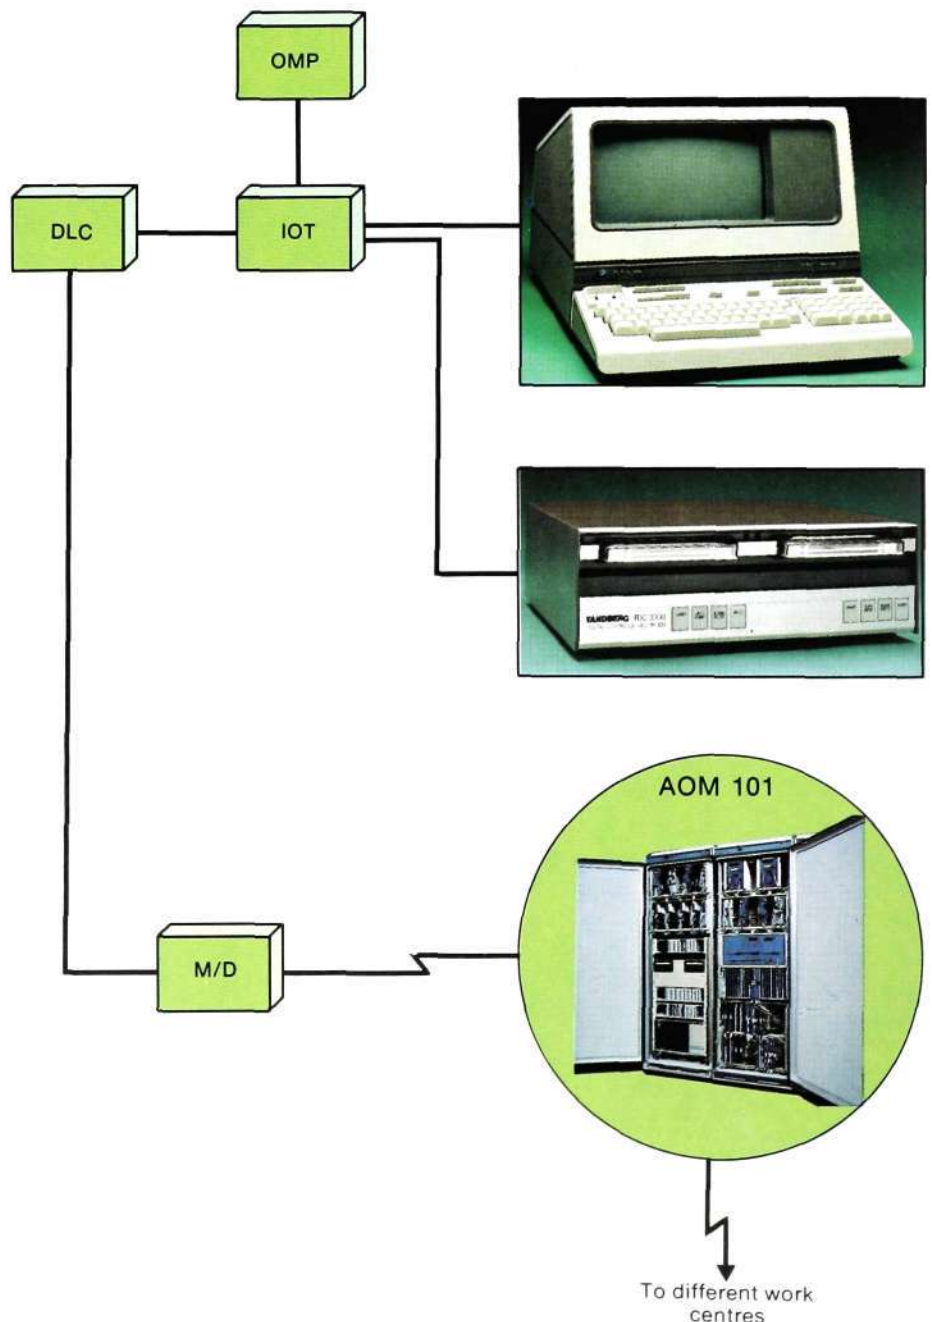 OMP
DLC
IOT
TANDBERG
AOM 101
M/D
To different work
centres